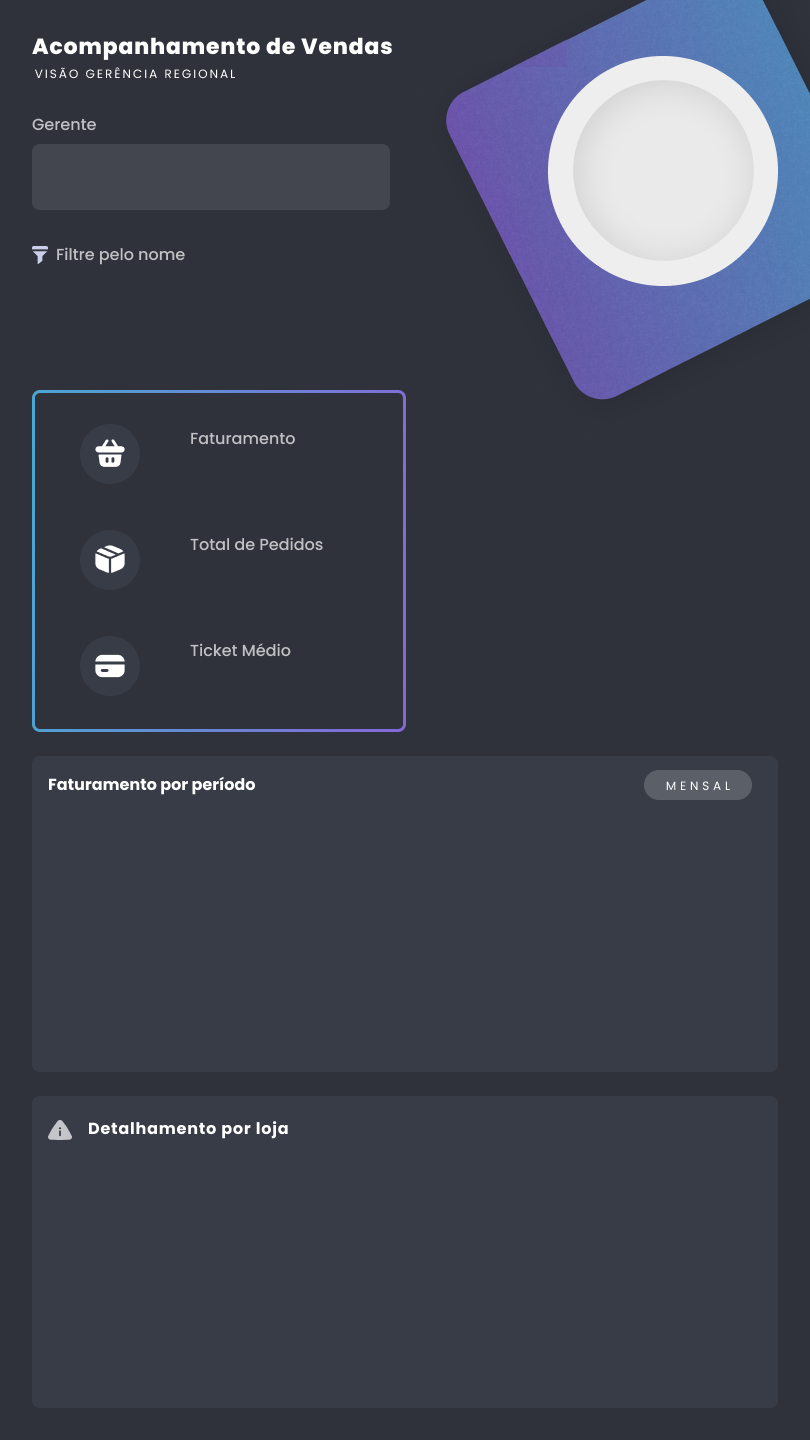 Acompanhamento de Vendas
VISÃO GERÊNCIA REGIONAL
Gerente
Filtre pelo nome
Faturamento
Total de Pedidos
Ticket Médio
Faturamento por período
MENSAL
Detalhamento por loja